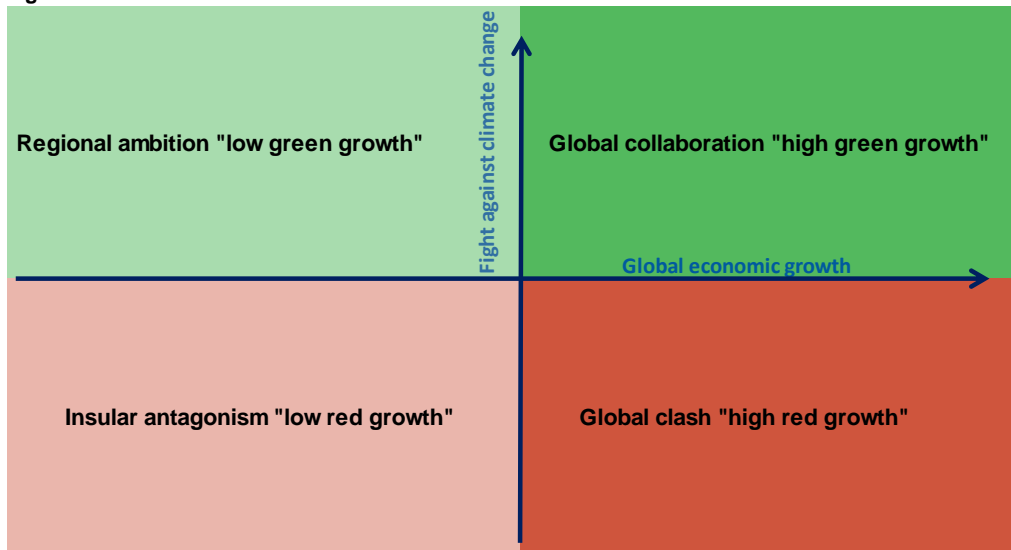 Fight against climate change
Regional ambition "low green growth"
Global collaboration "high green growth"
Global economic growth
Insular antagonism "low red growth"
Global clash "high red growth"